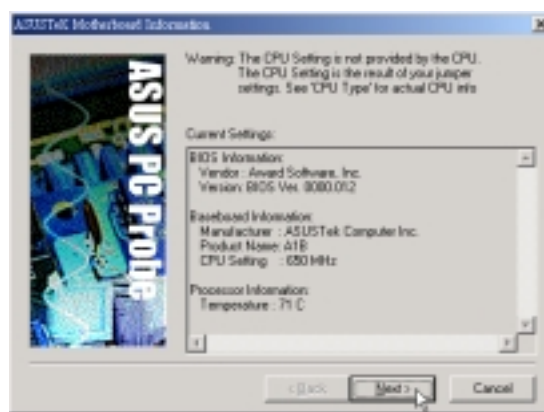 ASUSTeK Motherboard Information
ASUS PC Probe
Warning: The CPU Setting is not provided by the CPU.
The CPU Setting is the result of your jumper
settings. See 'CPU Type' for actual CPU info
Current Settings:
BIOS Information:
Vendor : Award Software, Inc.
Version: BIOS Ver. 0000.012
Baseboard Information:
Manufacturer : ASUSTek Computer Inc.
Product Name: A1B
CPU Setting : 650 MHz
Processor Information:
Temperature : 71 C
< Back
Next >
Cancel